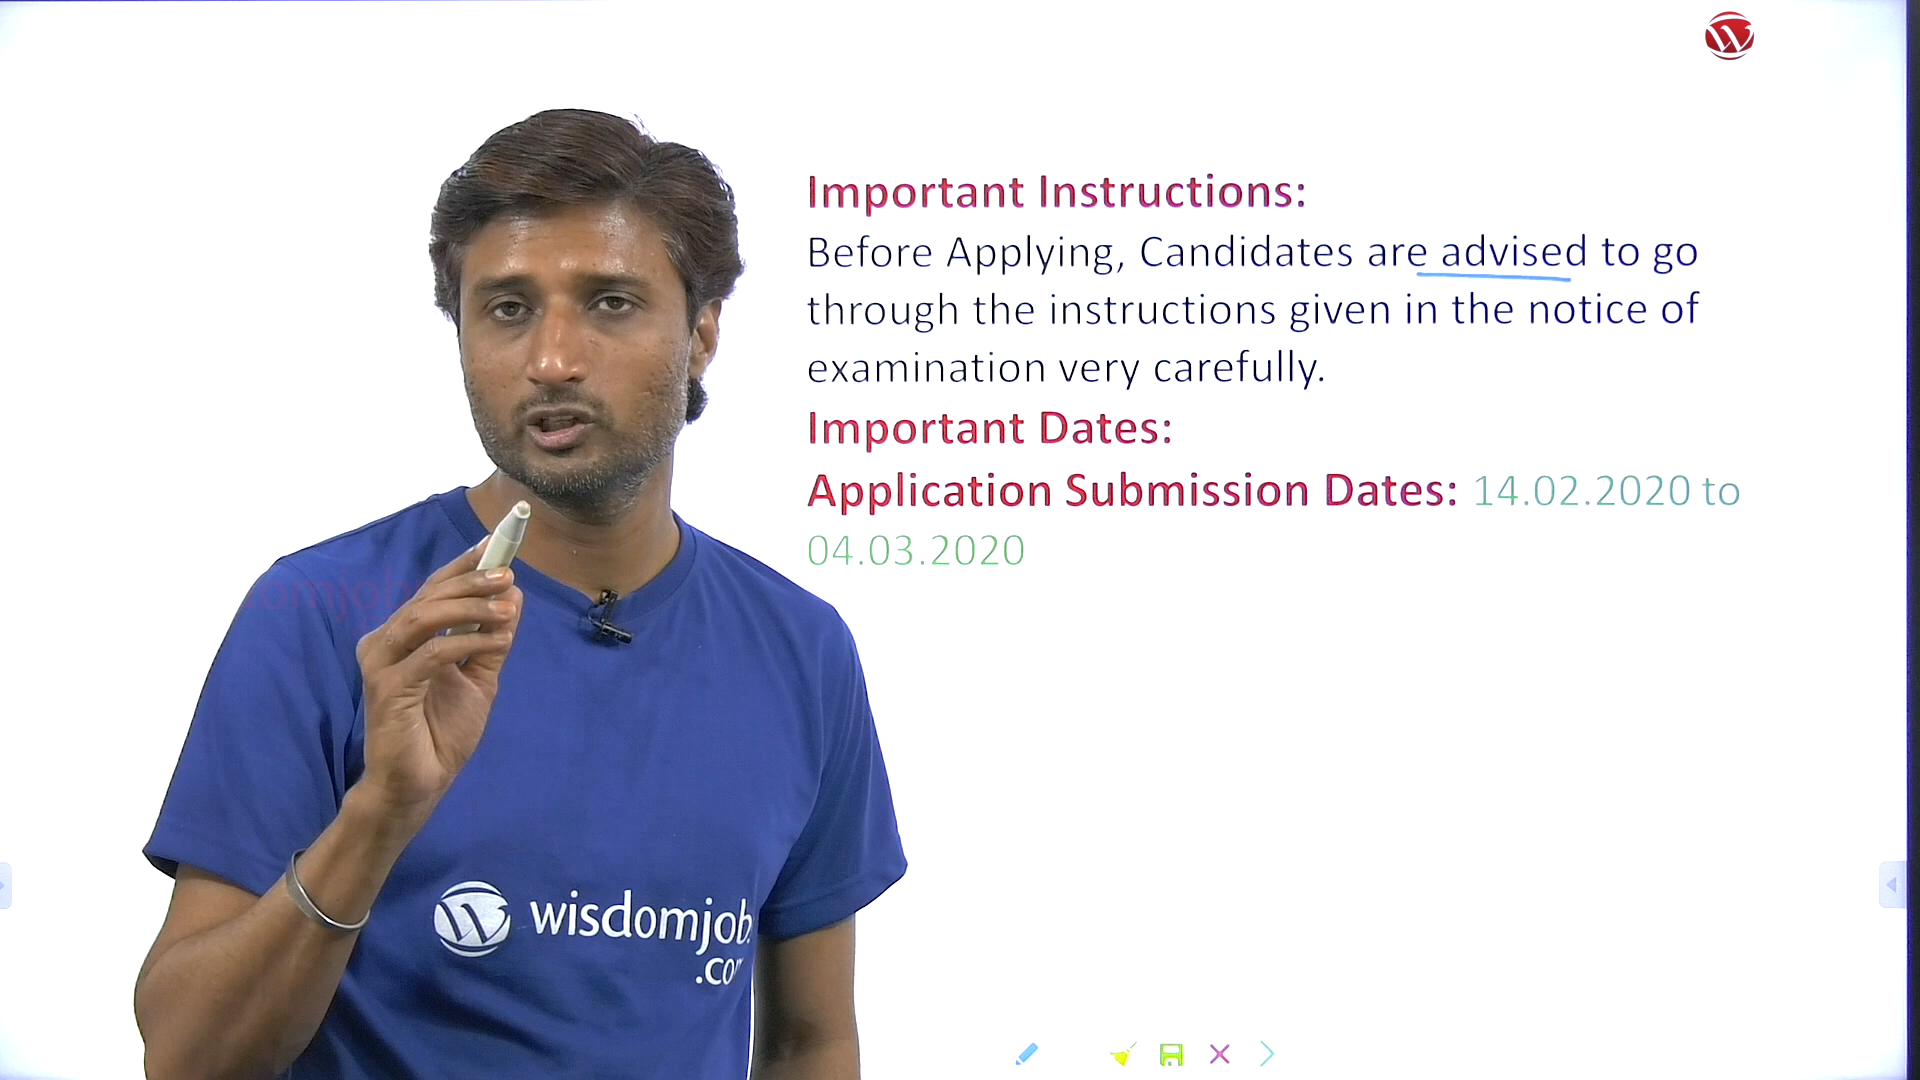 Important Instructions:
Before Applying, Candidates are advised to go
through the instructions given in the notice of
examination very carefully.
Important Dates:
Application Submission Dates: 14.02.2020 to
04.03.2020
omjob
wisdomjob.
.co